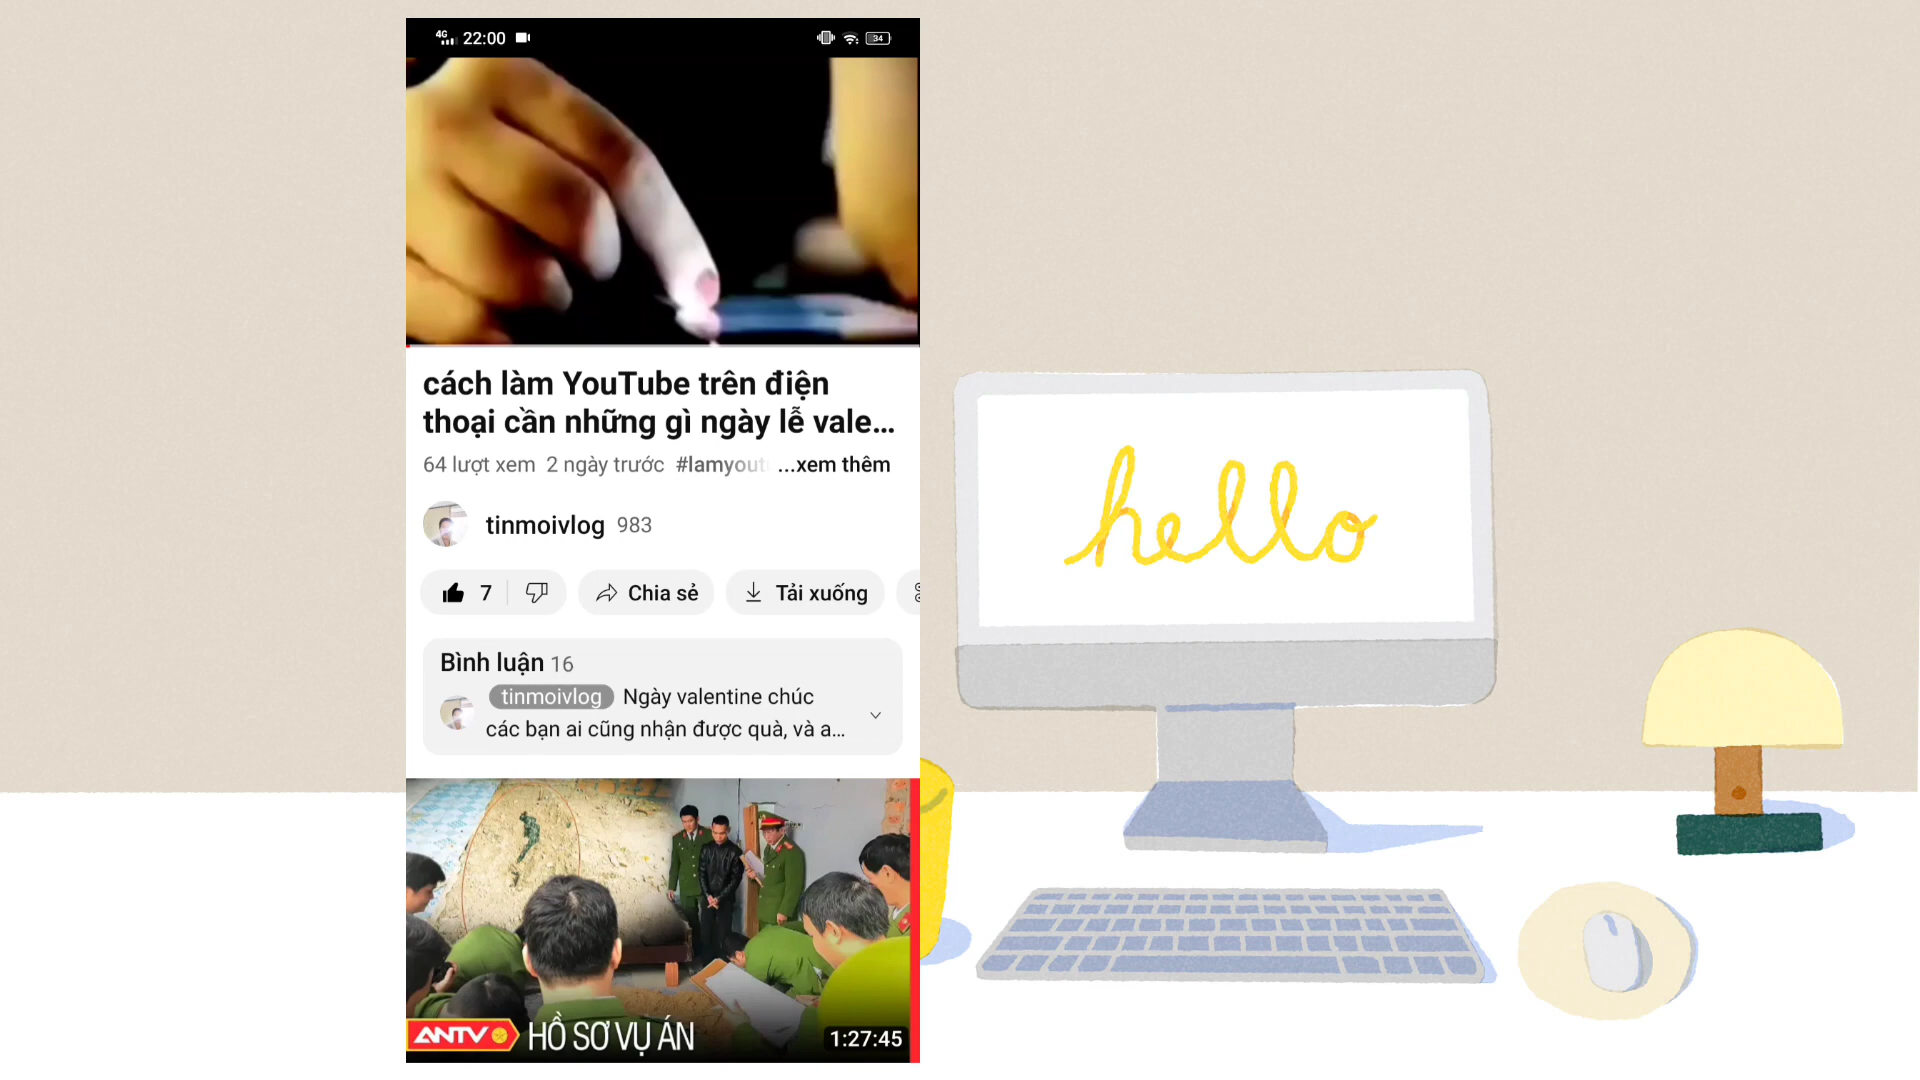 4G 22:00 34
cách làm YouTube trên điện
thoại cần những gì ngày lễ vale...
64 lượt xem 2 ngày trước #lamyout ...xem thêm
tinmoivlog 983
7 Chia sẻ Tải xuống
Bình luận 16
tinmoivlog Ngày valentine chúc
các bạn ai cũng nhận được quà, và a...
ANTV HỒ SƠ VỤ ÁN 1:27:45
hello